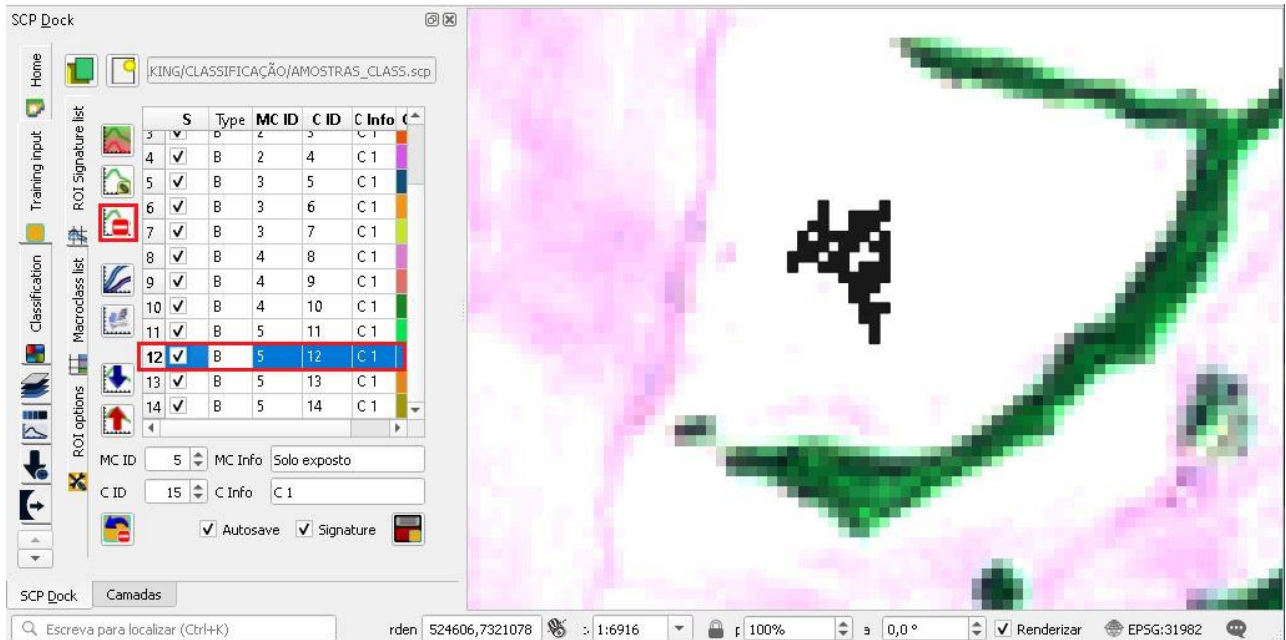 SCP Dock
Home
Training input
Classification
ROI Signature list
Macroclass list
ROI options
KING/CLASSIFICAÇÃO/AMOSTRAS_CLASS.scp
S Type MC ID C ID C Info
3 B 2 3 C 1
4 B 2 4 C 1
5 B 3 5 C 1
6 B 3 6 C 1
7 B 3 7 C 1
8 B 4 8 C 1
9 B 4 9 C 1
10 B 4 10 C 1
11 B 5 11 C 1
12 B 5 12 C 1
13 B 5 13 C 1
14 B 5 14 C 1
MC ID 5 MC Info Solo exposto
C ID 15 C Info C 1
Autosave Signature
SCP Dock Camadas
Escreva para localizar (Ctrl+K) rden 524606,7321078 1:6916 100% a 0,0 ° Renderizar EPSG:31982